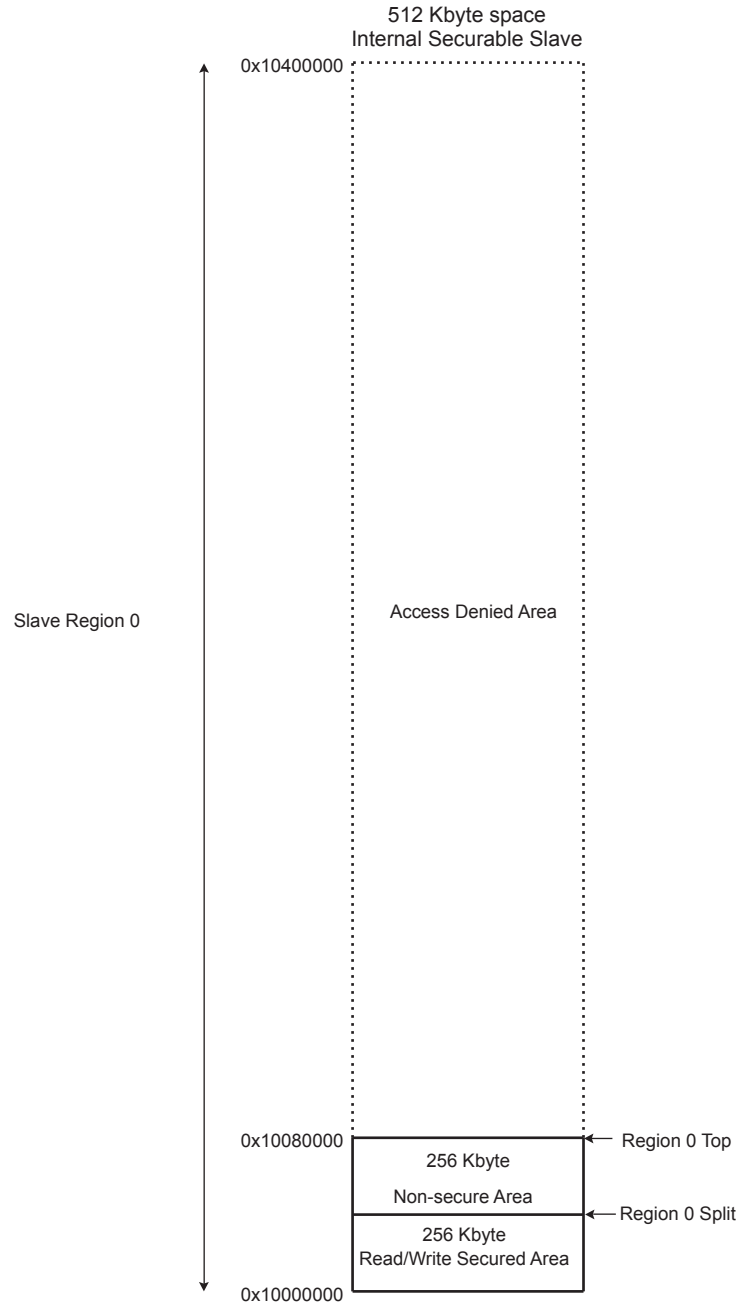 512 Kbyte space
Internal Securable Slave
0x10400000
Access Denied Area
Slave Region 0
0x10080000
Region 0 Top
256 Kbyte
Non-secure Area
Region 0 Split
256 Kbyte
Read/Write Secured Area
0x10000000